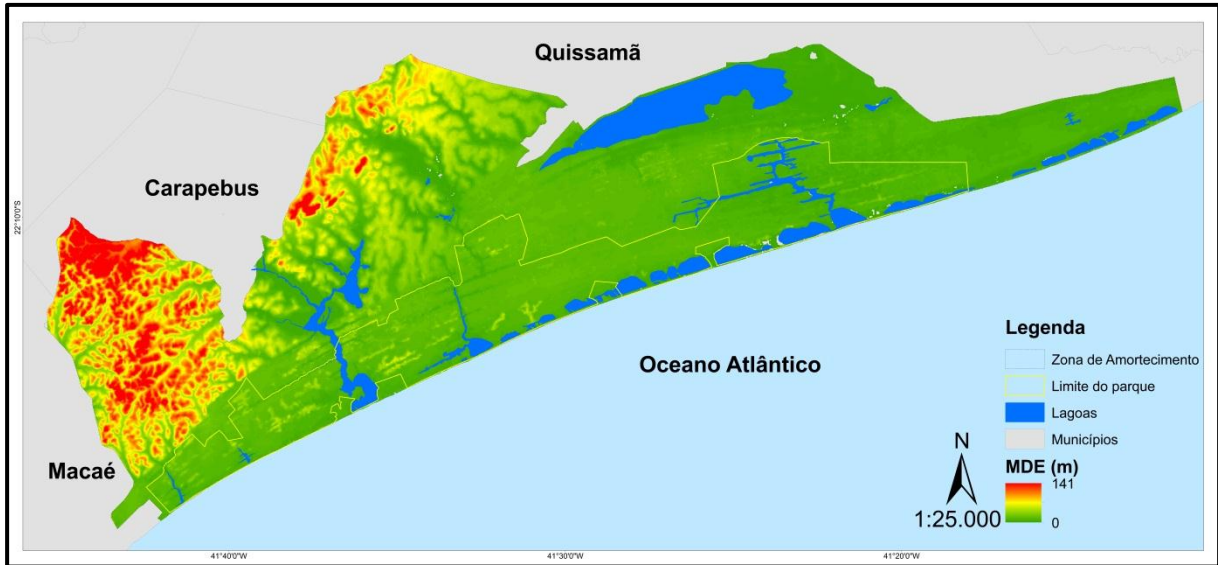 Quissamã
Carapebus
Macaé
Oceano Atlântico
22°10'0"S
41°40'0"W
41°30'0"W
41°20'0"W
Legenda
Zona de Amortecimento
Limite do parque
Lagoas
Municípios
MDE (m)
141
0
N
1:25.000